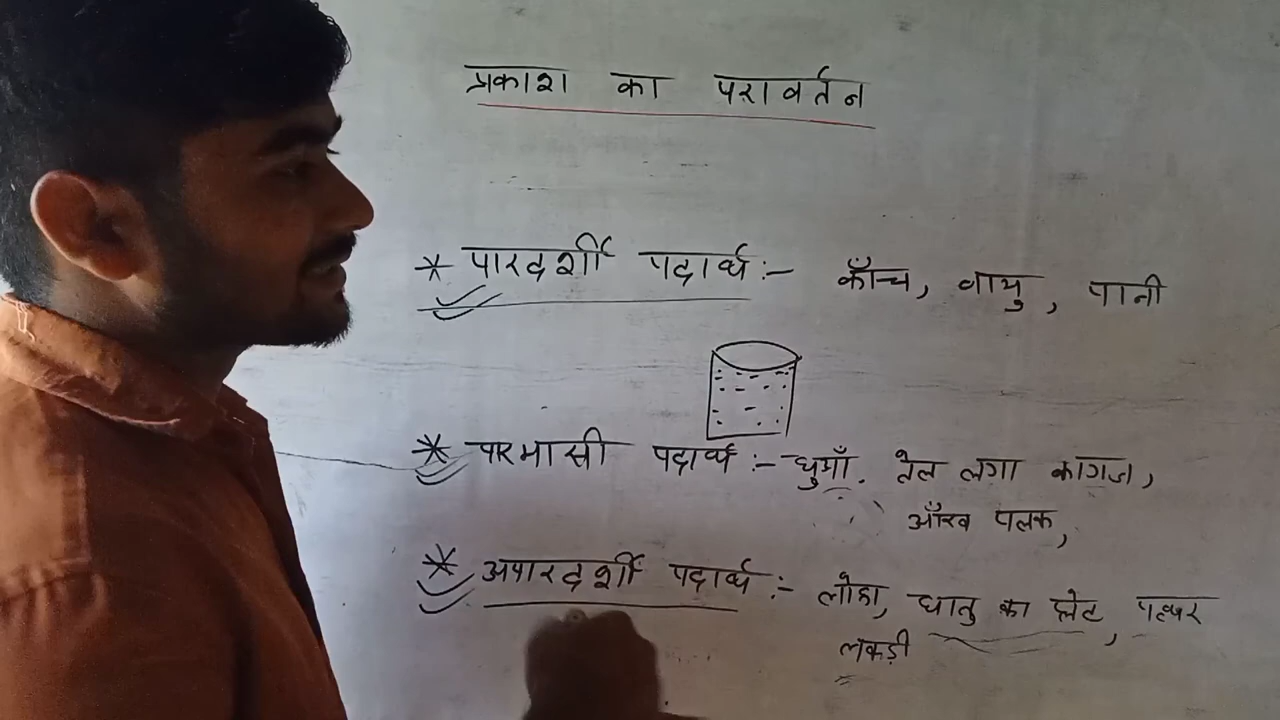 प्रकाश का परावर्तन
* पारदर्शी पदार्थ :- काँच, वायु, पानी
* पारभासी पदार्थ :- धुआँ, तेल लगा कागज,
आँख पलक,
* अपारदर्शी पदार्थ :- लोहा, धातु का प्लेट, पत्थर
लकड़ी